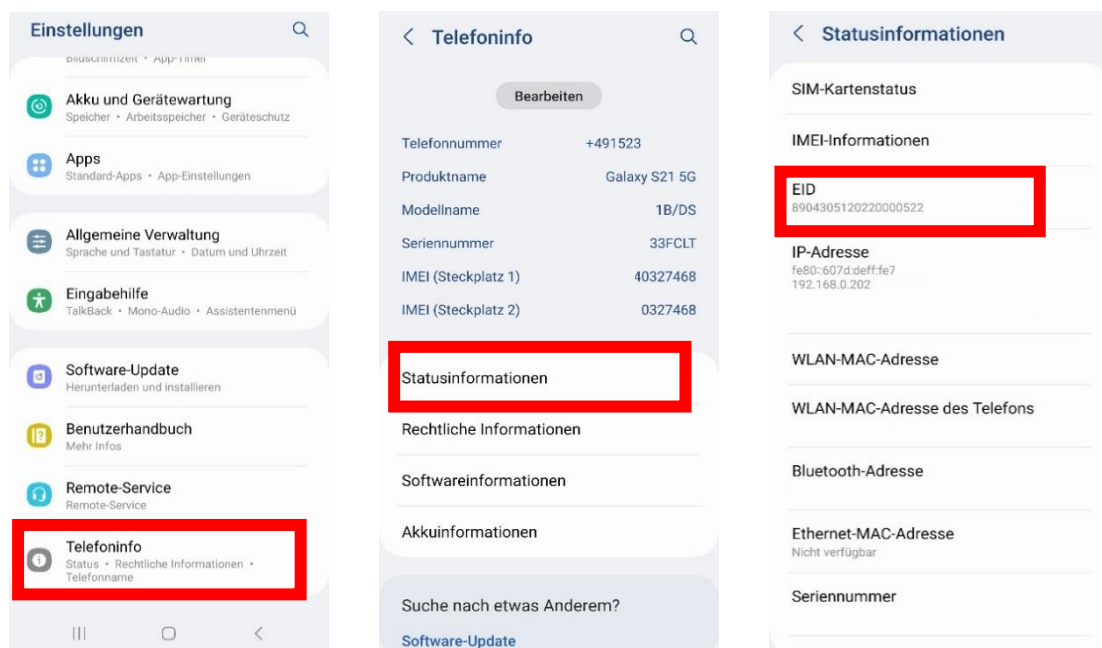 Einstellungen
Bildschirmzeit • App-Timer
Akku und Gerätewartung
Speicher • Arbeitsspeicher • Geräteschutz
Apps
Standard-Apps • App-Einstellungen
Allgemeine Verwaltung
Sprache und Tastatur • Datum und Uhrzeit
Eingabehilfe
TalkBack • Mono-Audio • Assistentenmenü
Software-Update
Herunterladen und installieren
Benutzerhandbuch
Mehr Infos
Remote-Service
Remote-Service
Telefoninfo
Status • Rechtliche Informationen •
Telefonname
Telefoninfo
Bearbeiten
Telefonnummer +491523
Produktname Galaxy S21 5G
Modellname 1B/DS
Seriennummer 33FCLT
IMEI (Steckplatz 1) 40327468
IMEI (Steckplatz 2) 0327468
Statusinformationen
Rechtliche Informationen
Softwareinformationen
Akkuinformationen
Suche nach etwas Anderem?
Software-Update
Statusinformationen
SIM-Kartenstatus
IMEI-Informationen
EID
8904305120220000522
IP-Adresse
fe80::607d:deff:fe7
192.168.0.202
WLAN-MAC-Adresse
WLAN-MAC-Adresse des Telefons
Bluetooth-Adresse
Ethernet-MAC-Adresse
Nicht verfügbar
Seriennummer